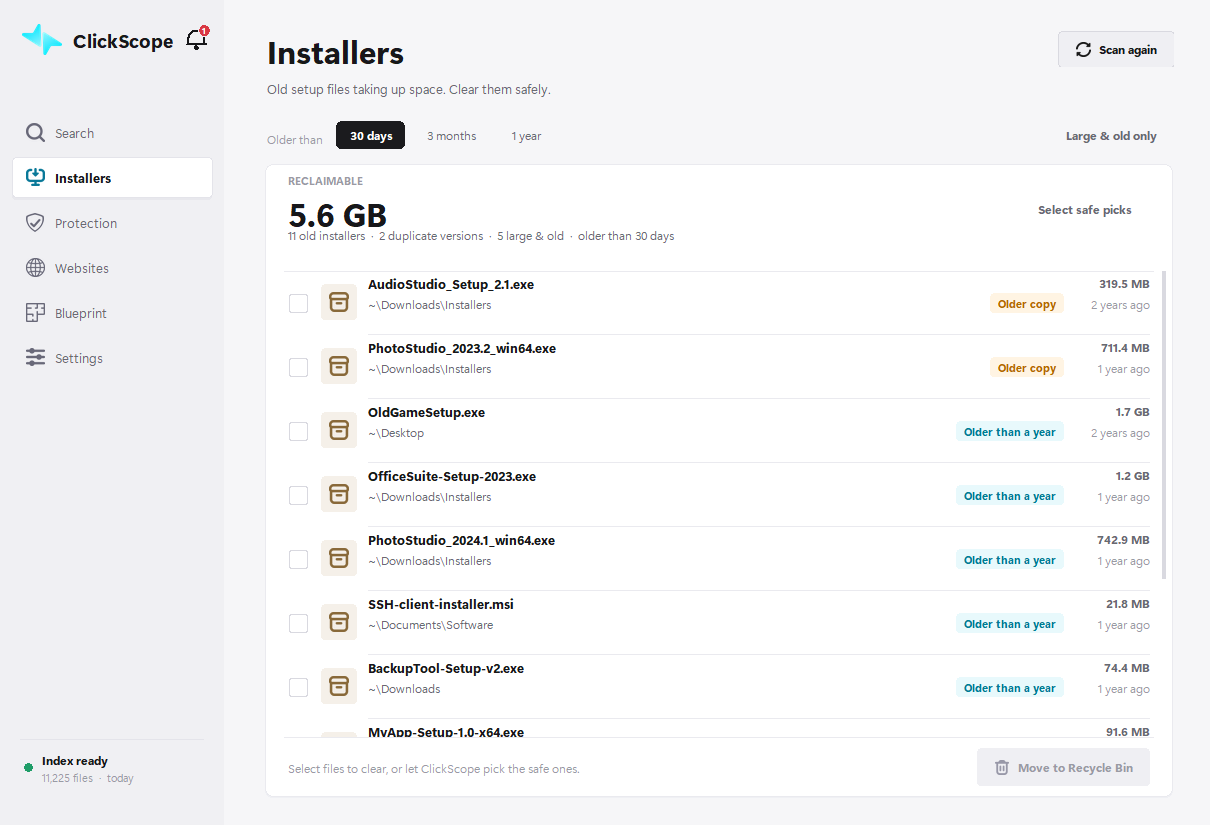 ClickScope
1
Search
Installers
Protection
Websites
Blueprint
Settings
Index ready
11,225 files · today
Installers
Old setup files taking up space. Clear them safely.
Scan again
Older than 30 days 3 months 1 year
Large & old only
RECLAIMABLE
5.6 GB
11 old installers · 2 duplicate versions · 5 large & old · older than 30 days
Select safe picks
AudioStudio_Setup_2.1.exe
~\Downloads\Installers
Older copy
319.5 MB
2 years ago
PhotoStudio_2023.2_win64.exe
~\Downloads\Installers
Older copy
711.4 MB
1 year ago
OldGameSetup.exe
~\Desktop
Older than a year
1.7 GB
2 years ago
OfficeSuite-Setup-2023.exe
~\Downloads\Installers
Older than a year
1.2 GB
1 year ago
PhotoStudio_2024.1_win64.exe
~\Downloads\Installers
Older than a year
742.9 MB
1 year ago
SSH-client-installer.msi
~\Documents\Software
Older than a year
21.8 MB
1 year ago
BackupTool-Setup-v2.exe
~\Downloads
Older than a year
74.4 MB
1 year ago
MyApp-Setup-1.0-x64.exe
91.6 MB
Select files to clear, or let ClickScope pick the safe ones.
Move to Recycle Bin